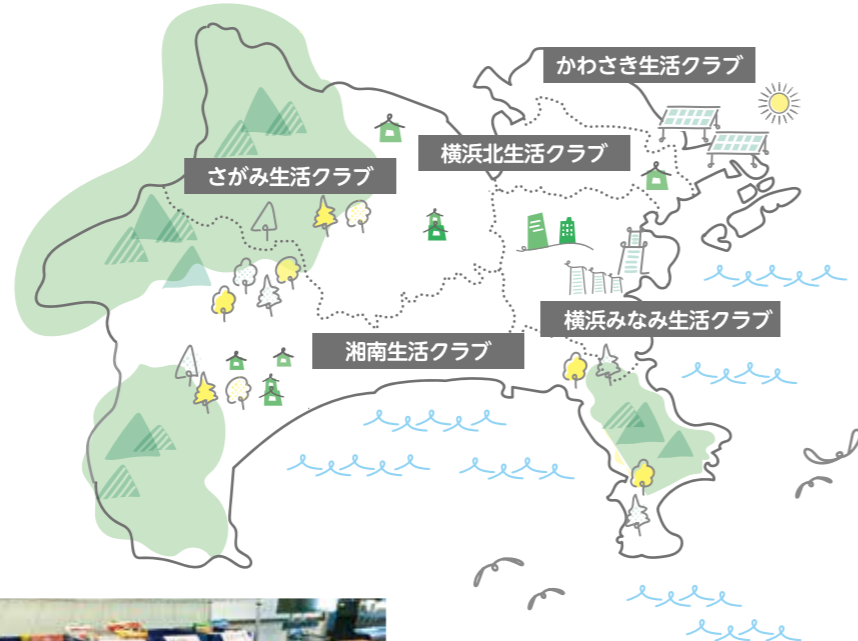 かわさき生活クラブ
横浜北生活クラブ
さがみ生活クラブ
横浜みなみ生活クラブ
湘南生活クラブ